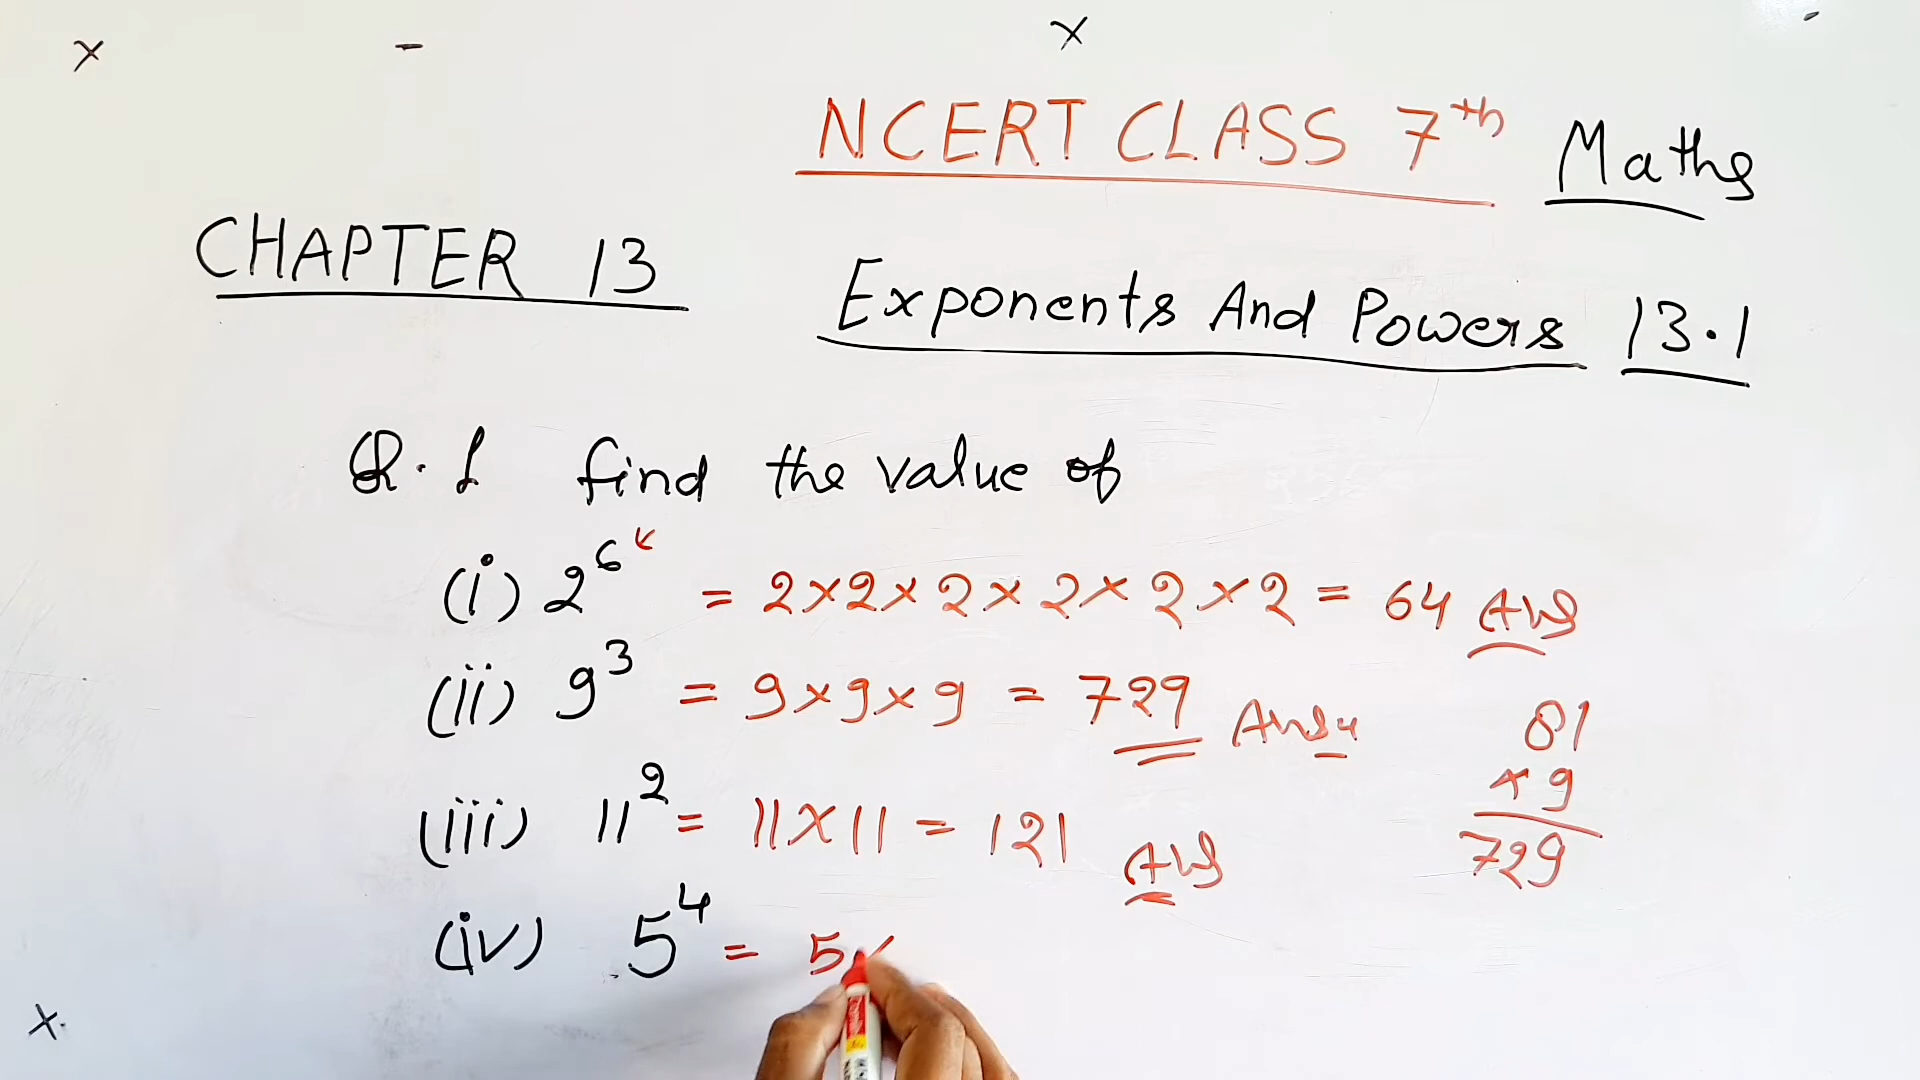 x - x -
NCERT CLASS 7th Maths
CHAPTER 13 Exponents And Powers 13.1
Q.1 find the value of
(i) 2^6 = 2×2×2×2×2×2 = 64 Ans
(ii) 9^3 = 9×9×9 = 729 Ans
(iii) 11^2 = 11×11 = 121 Ans
(iv) 5^4 = 5×
81
×9
729
x.